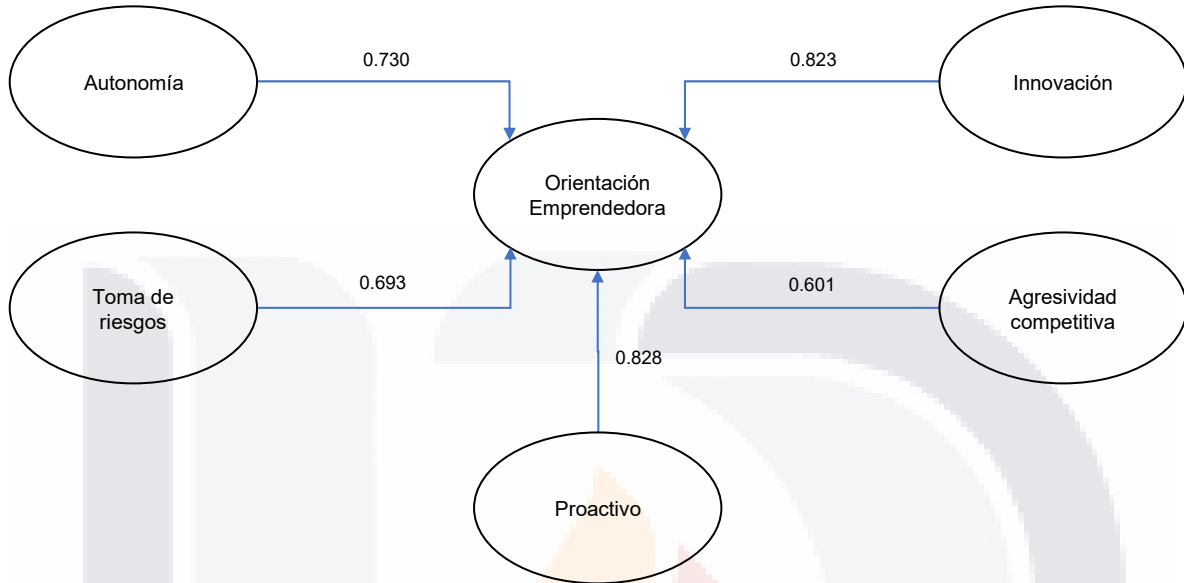 Autonomía
0.730
0.823
Innovación
Orientación
Emprendedora
Toma de
riesgos
0.693
0.601
Agresividad
competitiva
0.828
Proactivo